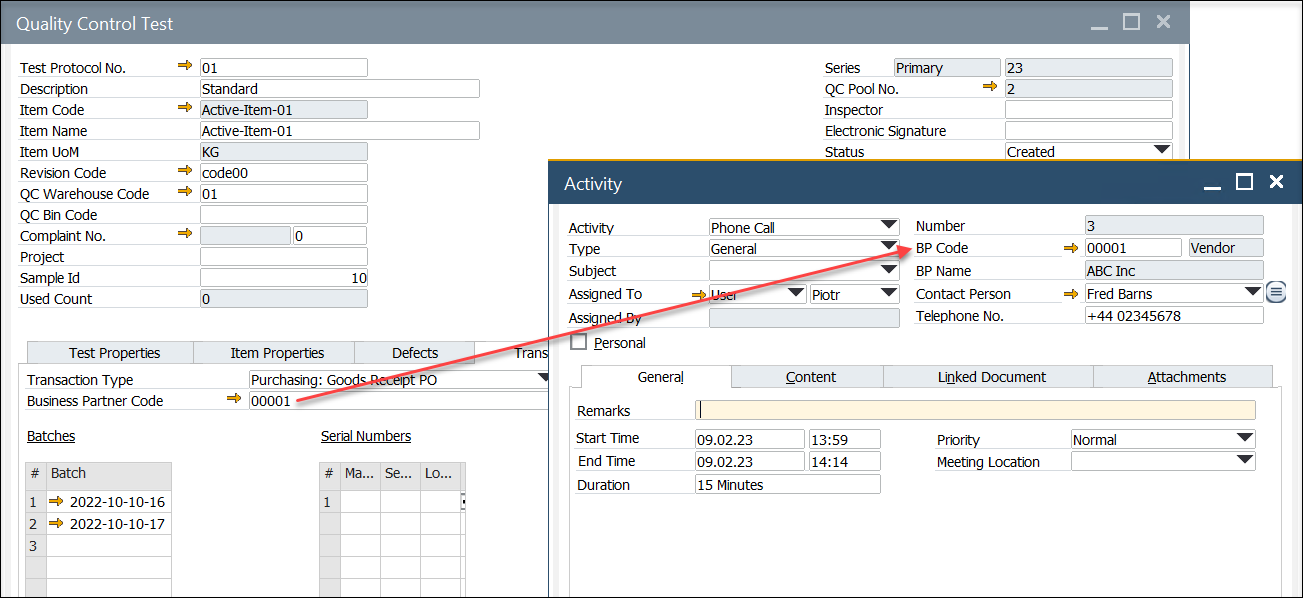 Quality Control Test
Test Protocol No. 01
Description Standard
Item Code Active-Item-01
Item Name Active-Item-01
Item UoM KG
Revision Code code00
QC Warehouse Code 01
QC Bin Code
Complaint No. 0
Project
Sample Id 10
Used Count 0
Series Primary 23
QC Pool No. 2
Inspector
Electronic Signature
Status Created
Test Properties Item Properties Defects Trans
Transaction Type Purchasing: Goods Receipt PO
Business Partner Code 00001
Batches Serial Numbers
# Batch
1 2022-10-10-16
2 2022-10-10-17
3
# Ma... Se... Lo...
1
Activity
Activity Phone Call
Type General
Subject
Assigned To User Piotr
Assigned By
Personal
Number 3
BP Code 00001 Vendor
BP Name ABC Inc
Contact Person Fred Barns
Telephone No. +44 02345678
General Content Linked Document Attachments
Remarks
Start Time 09.02.23 13:59
End Time 09.02.23 14:14
Duration 15 Minutes
Priority Normal
Meeting Location